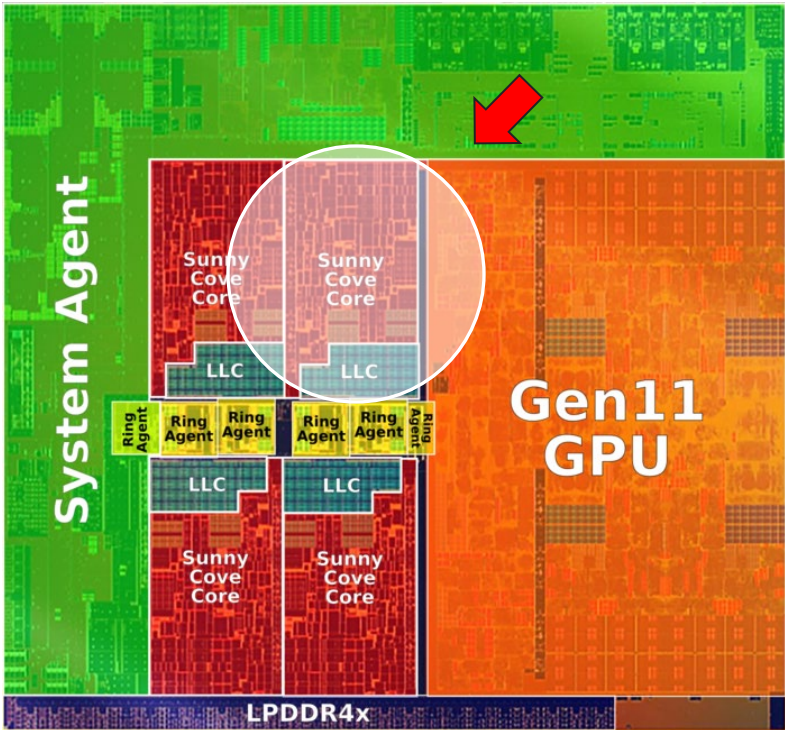 System Agent
Sunny
Cove
Core
Sunny
Cove
Core
LLC
LLC
Ring
Agent
Ring
Agent
Ring
Agent
Ring
Agent
Ring
Agent
Ring
Agent
Gen11
GPU
LLC
LLC
Sunny
Cove
Core
Sunny
Cove
Core
LPDDR4x